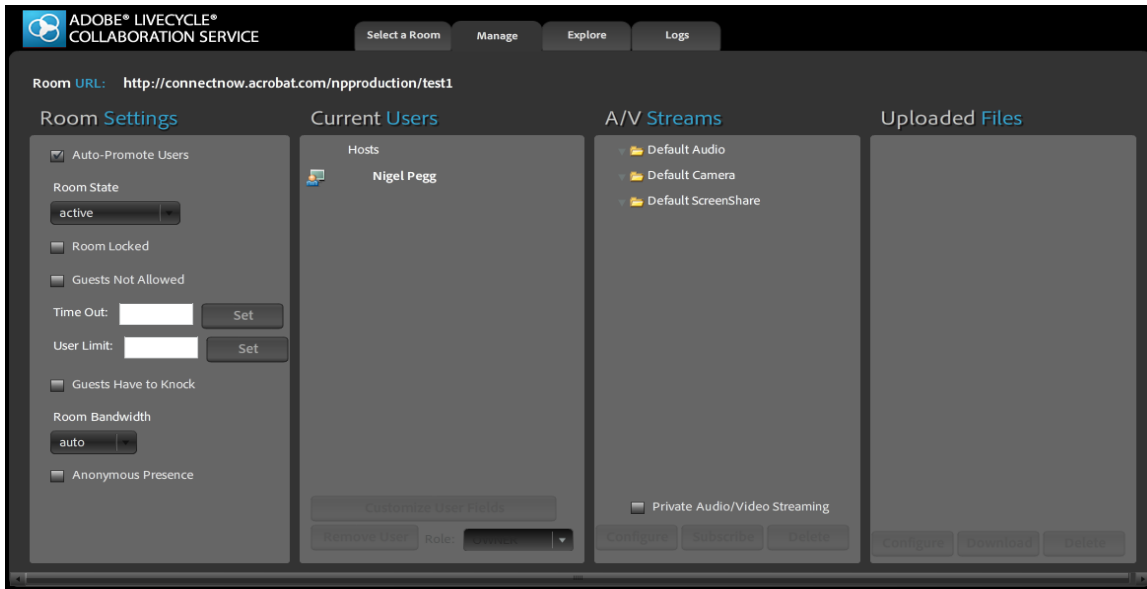 ADOBE® LIVECYCLE®
COLLABORATION SERVICE
Select a Room
Manage
Explore
Logs
Room URL: http://connectnow.acrobat.com/npproduction/test1
Room Settings
Auto-Promote Users
Room State
active
Room Locked
Guests Not Allowed
Time Out: Set
User Limit: Set
Guests Have to Knock
Room Bandwidth
auto
Anonymous Presence
Current Users
Hosts
Nigel Pegg
Customize User Fields
Remove User Role: OWNER
A/V Streams
Default Audio
Default Camera
Default ScreenShare
Private Audio/Video Streaming
Configure Subscribe Delete
Uploaded Files
Configure Download Delete